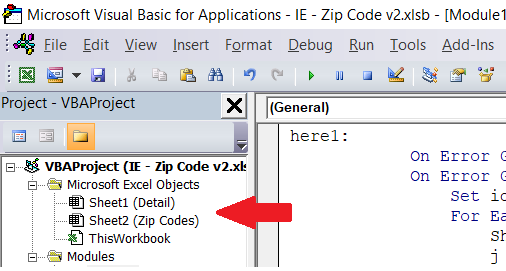 Microsoft Visual Basic for Applications - IE - Zip Code v2.xlsb - [Module1
File Edit View Insert Format Debug Run Tools Add-Ins
Project - VBAProject
(General)
VBAProject (IE - Zip Code v2.xls
Microsoft Excel Objects
Sheet1 (Detail)
Sheet2 (Zip Codes)
ThisWorkbook
Modules
here1:
On Error G
On Error G
Set ic
For Ea
Sh
j